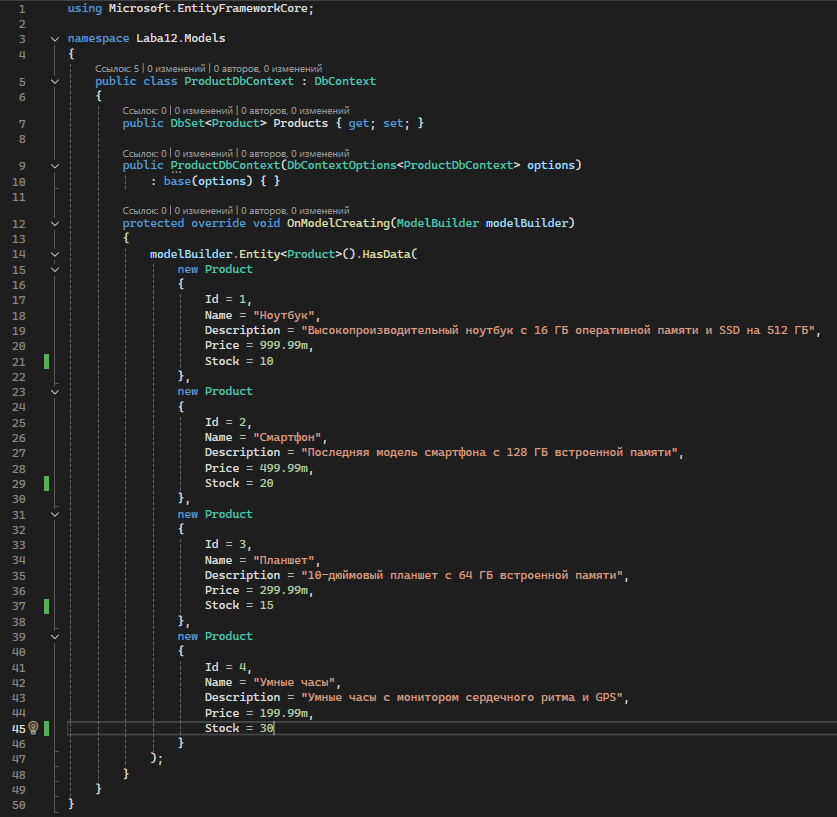 1 using Microsoft.EntityFrameworkCore;
2
3 namespace Laba12.Models
4 {
Ссылок: 5 | 0 изменений | 0 авторов, 0 изменений
5 public class ProductDbContext : DbContext
6 {
Ссылок: 0 | 0 изменений | 0 авторов, 0 изменений
7 public DbSet<Product> Products { get; set; }
8
Ссылок: 0 | 0 изменений | 0 авторов, 0 изменений
9 public ProductDbContext(DbContextOptions<ProductDbContext> options)
10 : base(options) { }
11
Ссылок: 0 | 0 изменений | 0 авторов, 0 изменений
12 protected override void OnModelCreating(ModelBuilder modelBuilder)
13 {
14 modelBuilder.Entity<Product>().HasData(
15 new Product
16 {
17 Id = 1,
18 Name = "Ноутбук",
19 Description = "Высокопроизводительный ноутбук с 16 ГБ оперативной памяти и SSD на 512 ГБ",
20 Price = 999.99m,
21 Stock = 10
22 },
23 new Product
24 {
25 Id = 2,
26 Name = "Смартфон",
27 Description = "Последняя модель смартфона с 128 ГБ встроенной памяти",
28 Price = 499.99m,
29 Stock = 20
30 },
31 new Product
32 {
33 Id = 3,
34 Name = "Планшет",
35 Description = "10-дюймовый планшет с 64 ГБ встроенной памяти",
36 Price = 299.99m,
37 Stock = 15
38 },
39 new Product
40 {
41 Id = 4,
42 Name = "Умные часы",
43 Description = "Умные часы с монитором сердечного ритма и GPS",
44 Price = 199.99m,
45 Stock = 30
46 }
47 );
48 }
49 }
50 }